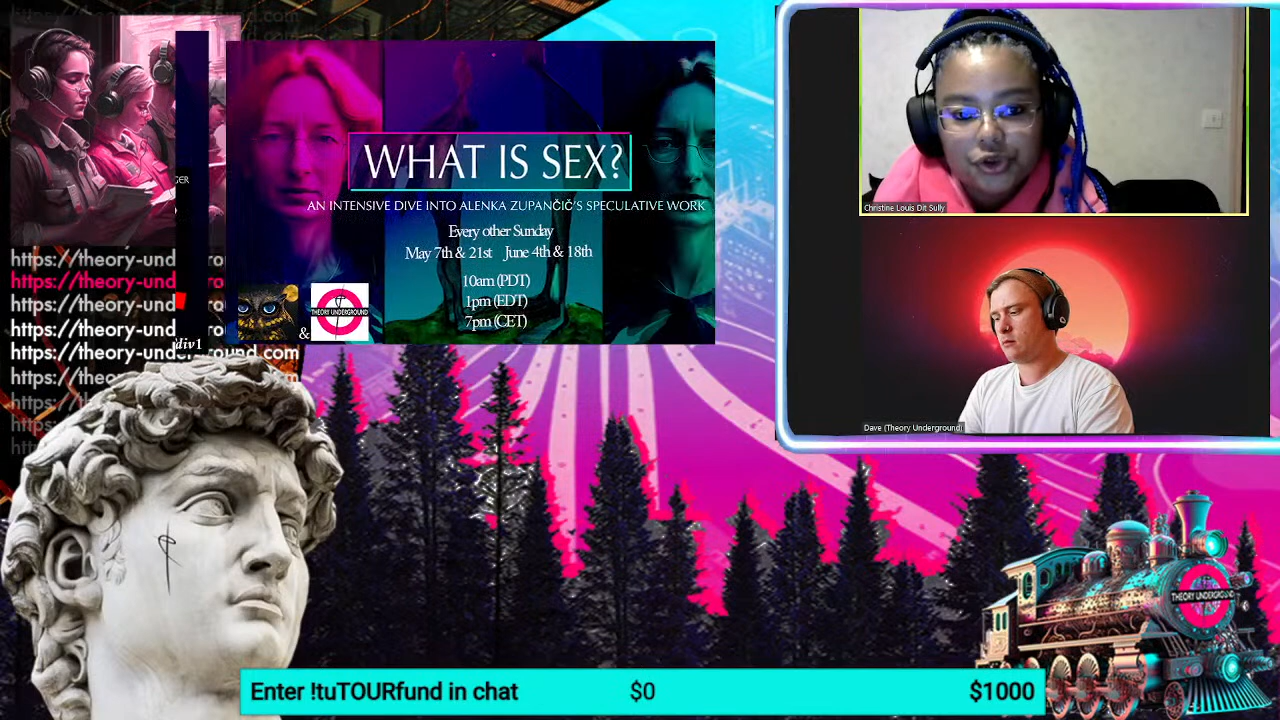 GER
WHAT IS SEX?
AN INTENSIVE DIVE INTO ALENKA ZUPANČIČ'S SPECULATIVE WORK
Every other Sunday
May 7th & 21st June 4th & 18th
10am (PDT)
1pm (EDT)
7pm (CET)
&
THEORY UNDERGROUND
Christine Louis Dit Sully
Dave (Theory Underground)
https://theory-und
https://theory-und
https://theory-und
https://theory-und
div1
https://theory-underground.com
https://theo
https://
THEORY UNDERGROUND
Enter !tuTOURfund in chat $0 $1000